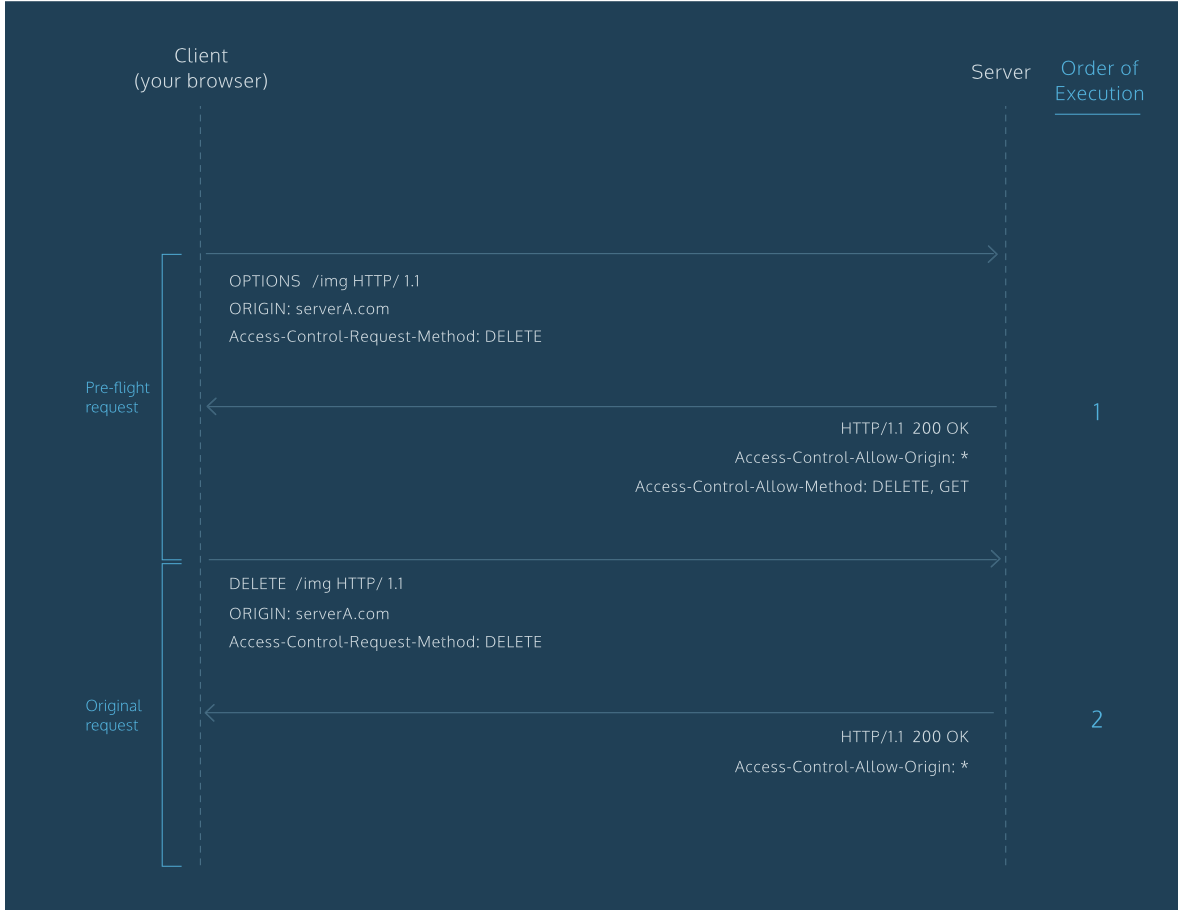 Client
(your browser)
Server
Order of
Execution
OPTIONS /img HTTP/ 1.1
ORIGIN: serverA.com
Access-Control-Request-Method: DELETE
Pre-flight
request
1
HTTP/1.1 200 OK
Access-Control-Allow-Origin: *
Access-Control-Allow-Method: DELETE, GET
DELETE /img HTTP/ 1.1
ORIGIN: serverA.com
Access-Control-Request-Method: DELETE
Original
request
2
HTTP/1.1 200 OK
Access-Control-Allow-Origin: *